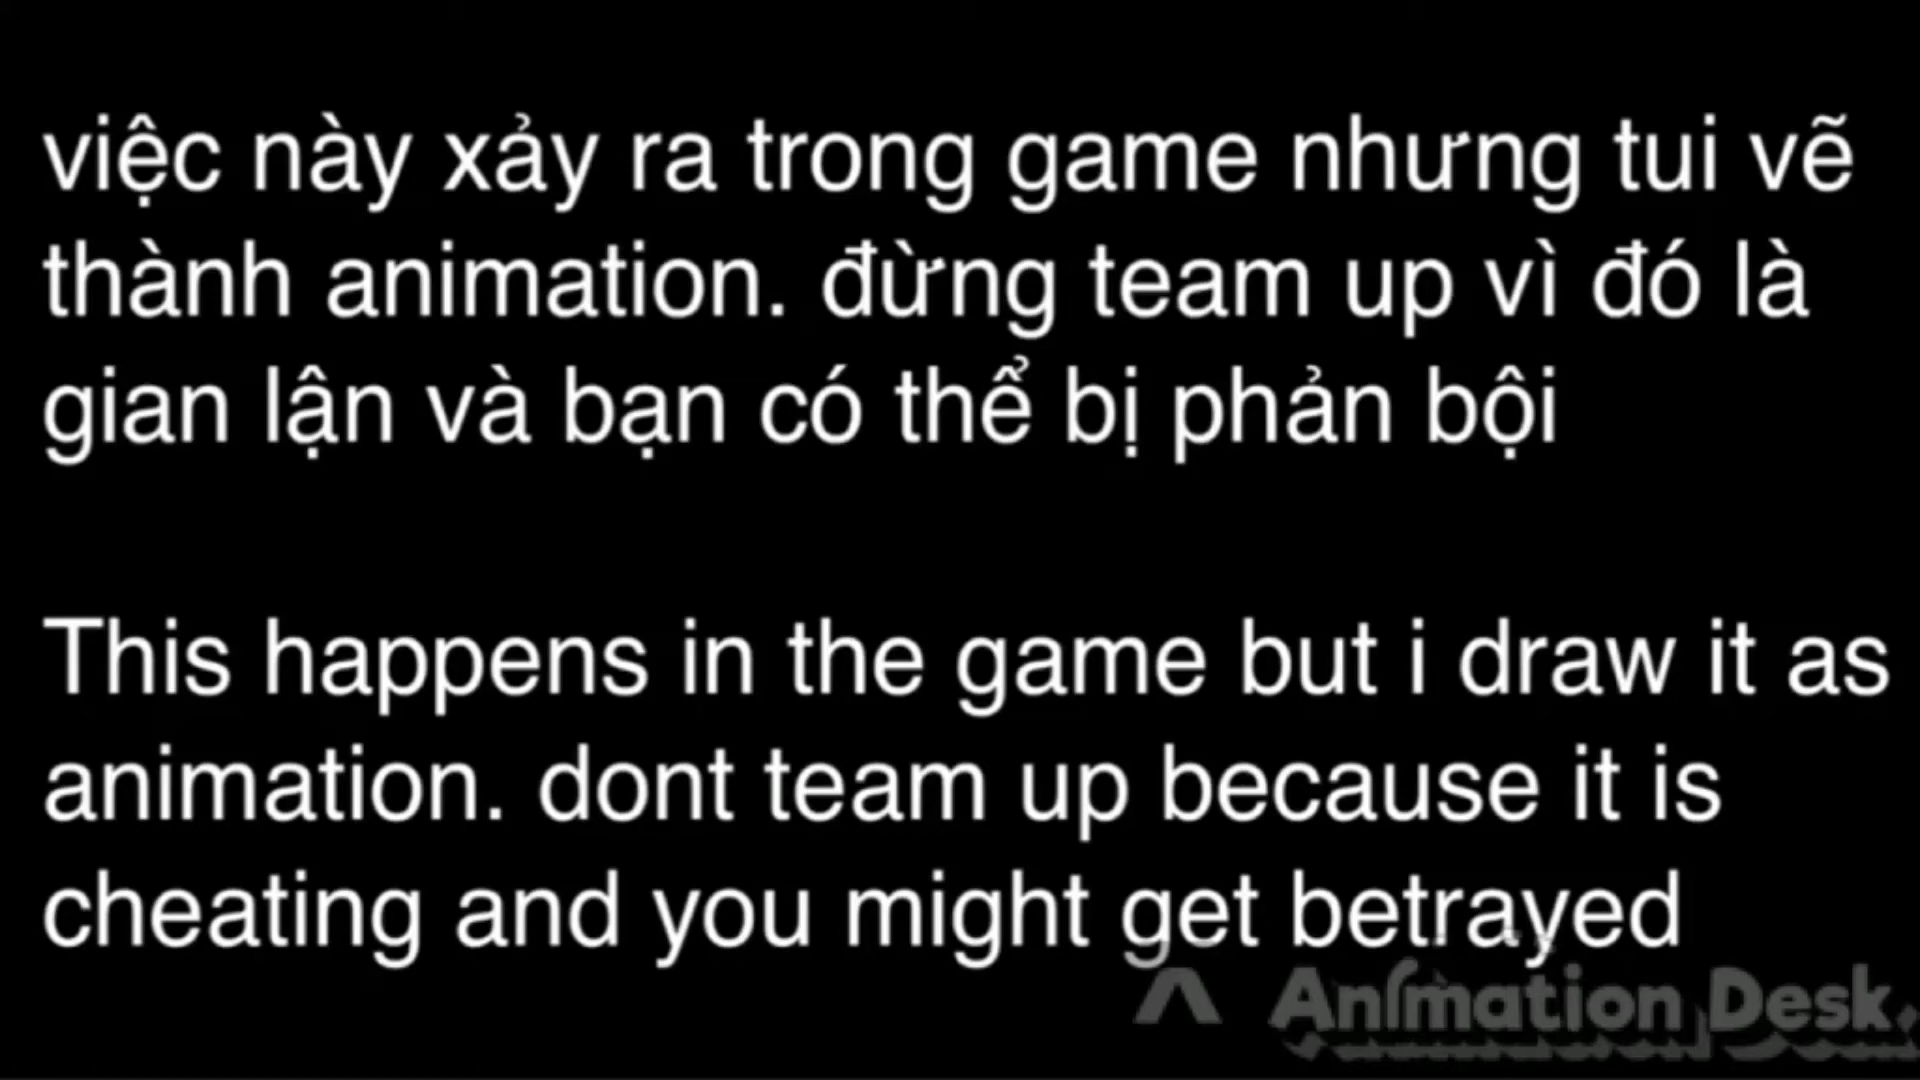 việc này xảy ra trong game nhưng tui vẽ
thành animation. đừng team up vì đó là
gian lận và bạn có thể bị phản bội
This happens in the game but i draw it as
animation. dont team up because it is
cheating and you might get betrayed
Animation Desk